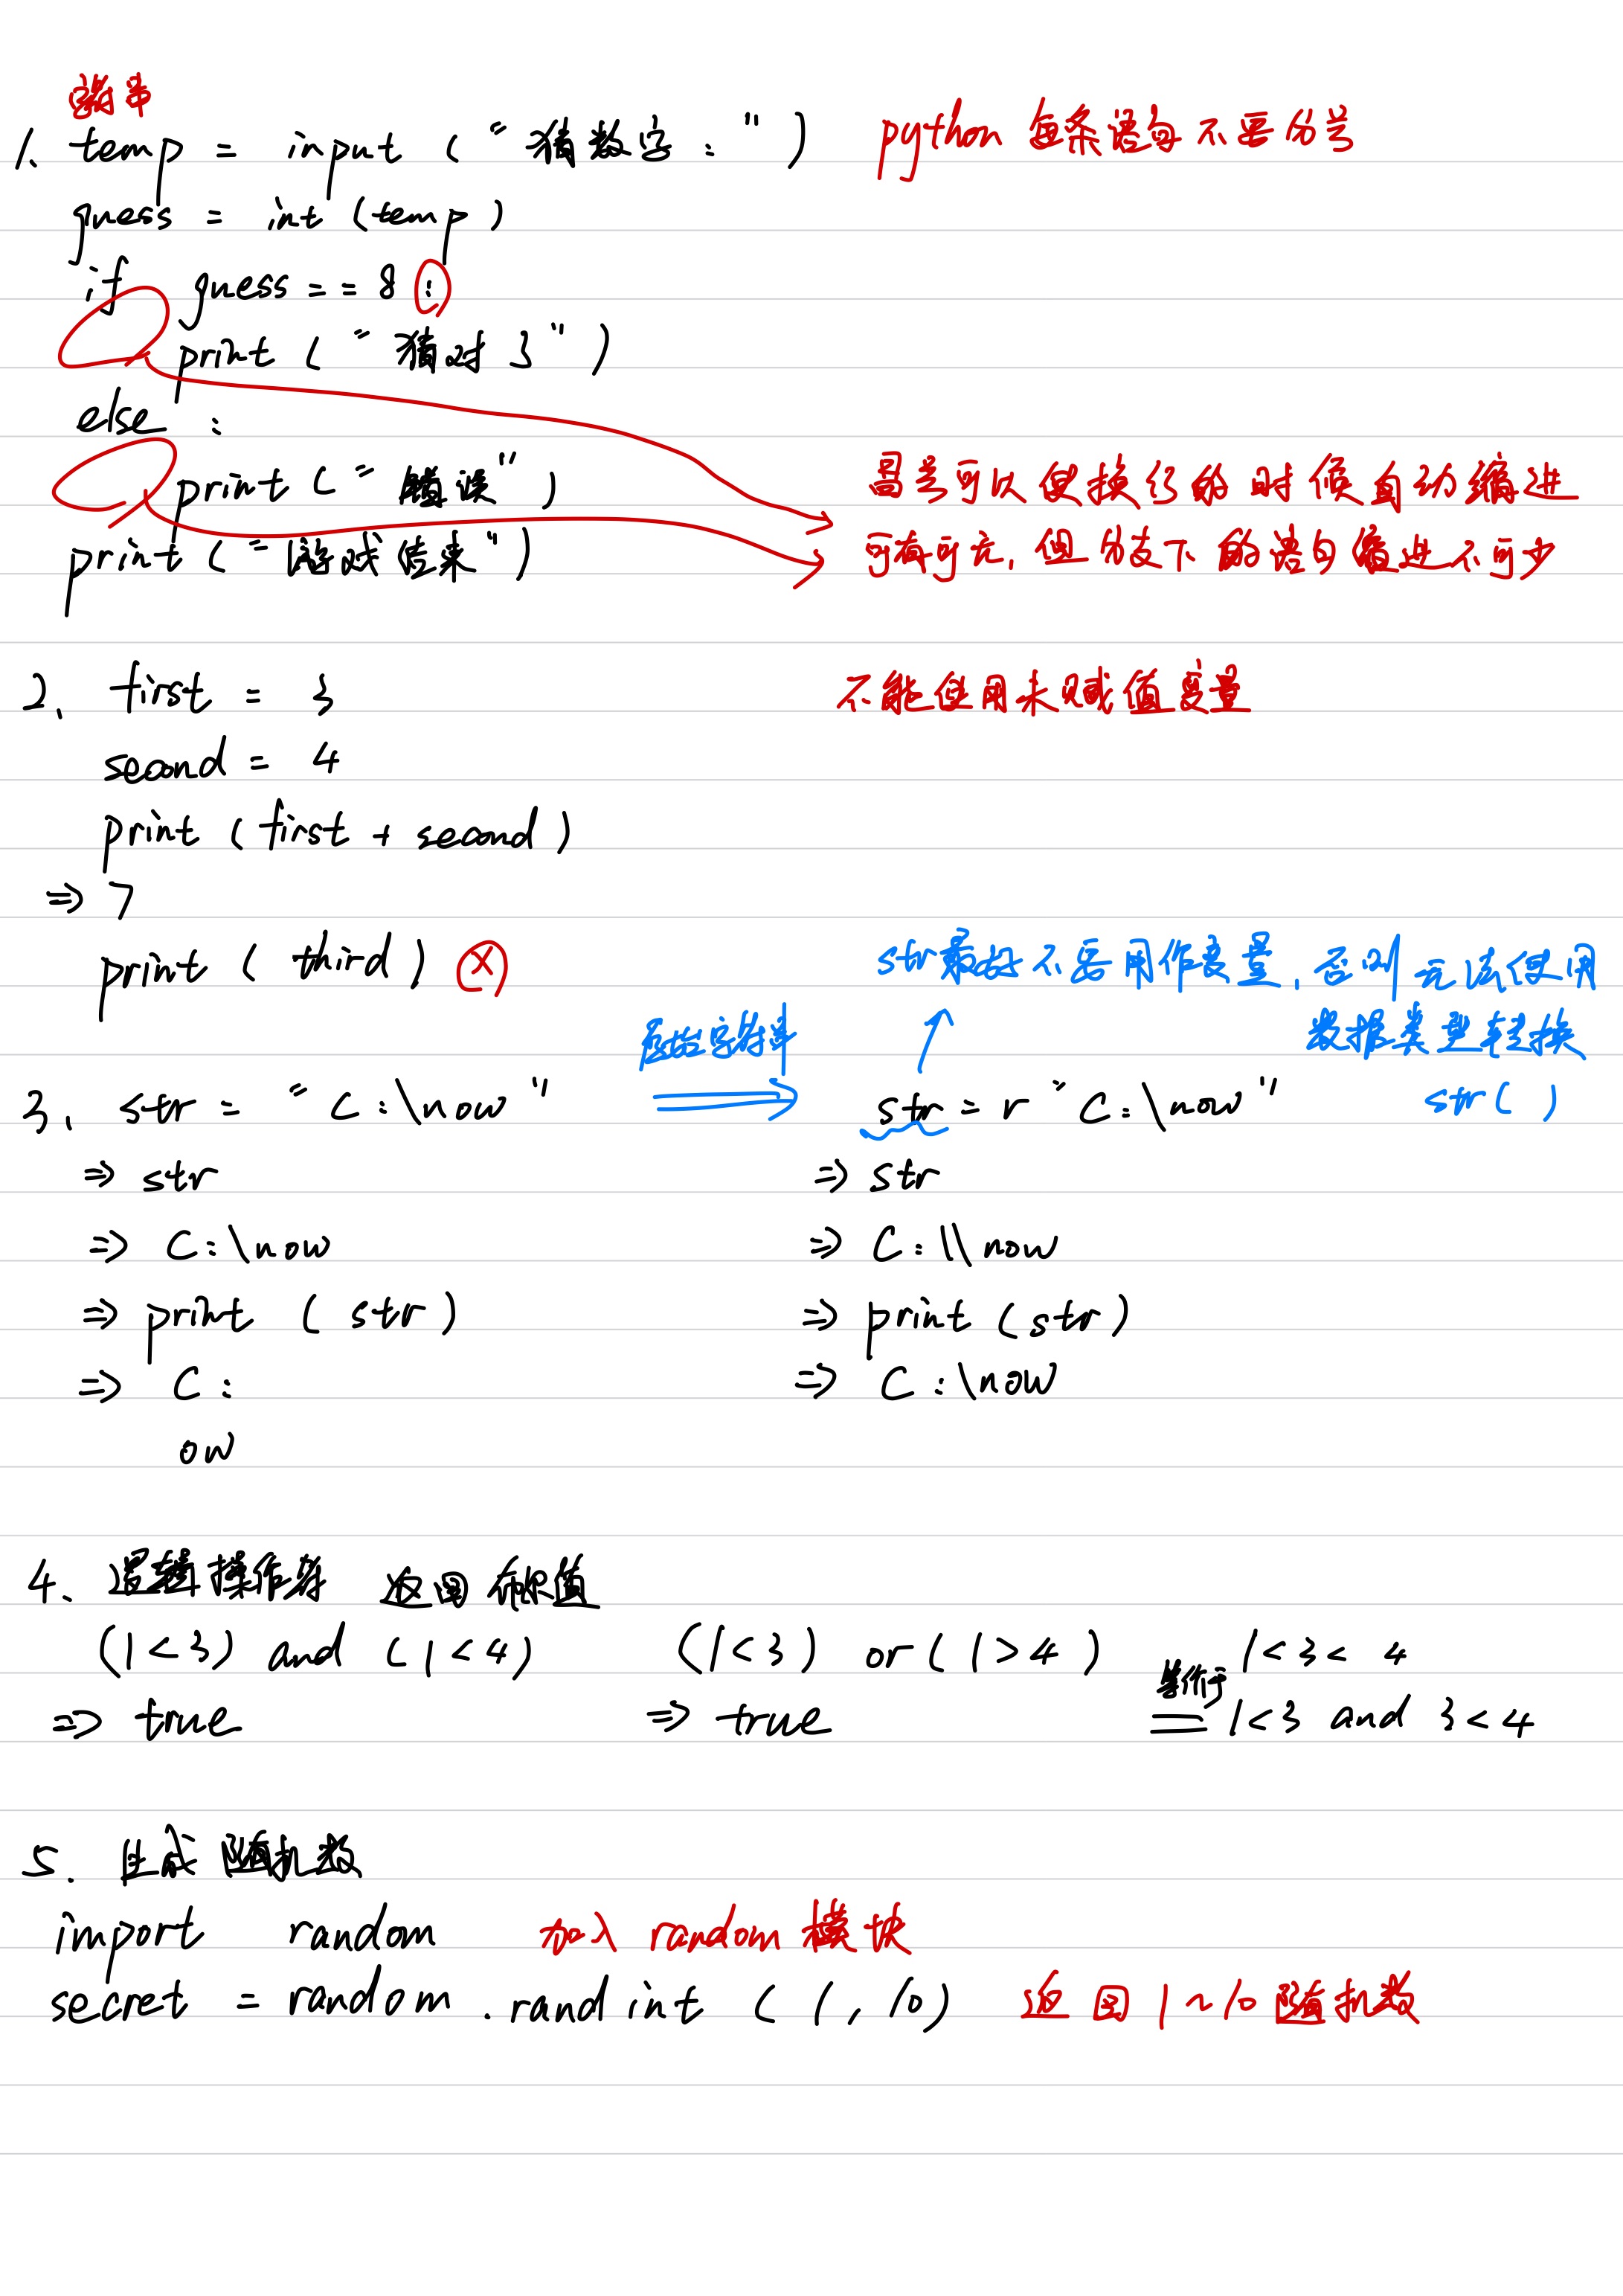 字符串
1. temp = input ("猜数字:") python 每条语句不要分号
guess = int (temp)
if guess == 8 :
print ("猜对了")
else :
print ("错误") 冒号可以使换行的时候自动缩进
print ("游戏结束") 可有可无, 但分支下的语句缩进不可少
2. first = 3 不能使用未赋值变量
second = 4
print (first + second)
⇒ 7
print (third) ⊗ str最好不要用作变量, 否则无法使用
原始字符串 数据类型转换
3. str = "C:\now" ⇒ str = r "C:\now" str( )
⇒ str ⇒ str
⇒ C:\now ⇒ C:\\now
⇒ print (str) ⇒ print (str)
⇒ C: ⇒ C:\now
ow
4. 逻辑操作符 返回布尔值
(1<3) and (1<4) (1<3) or (1>4) 1<3<4
⇒ true ⇒ true 等价于 1<3 and 3<4
5. 生成随机数
import random 加入 random 模块
secret = random.randint (1, 10) 返回 1~10 随机数